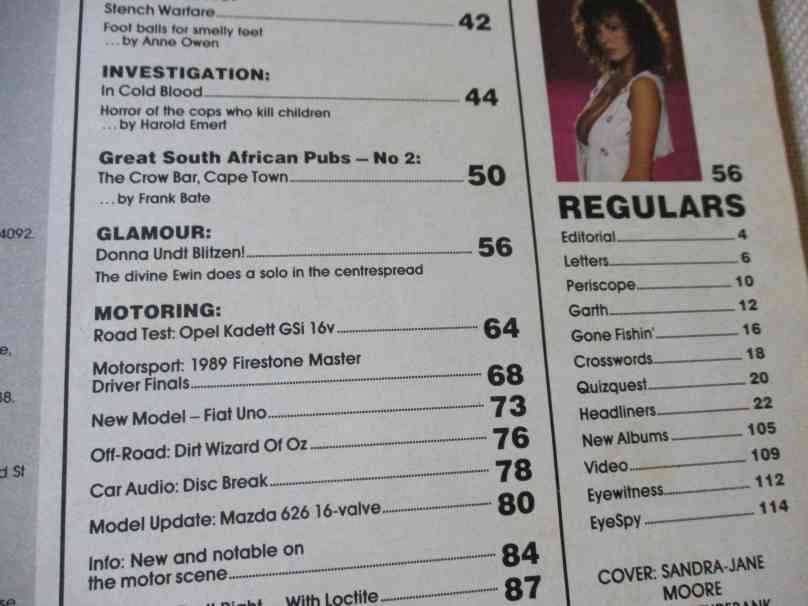 Stench Warfare 42
Foot balls for smelly feet
...by Anne Owen
INVESTIGATION:
In Cold Blood 44
Horror of the cops who kill children
...by Harold Emert
Great South African Pubs – No 2:
The Crow Bar, Cape Town 50
...by Frank Bate
GLAMOUR:
Donna Undt Blitzen! 56
The divine Ewin does a solo in the centrespread
MOTORING:
Road Test: Opel Kadett GSi 16v 64
Motorsport: 1989 Firestone Master
Driver Finals 68
New Model – Fiat Uno 73
Off-Road: Dirt Wizard Of Oz 76
Car Audio: Disc Break 78
Model Update: Mazda 626 16-valve 80
Info: New and notable on
the motor scene 84
With Loctite 87
56
REGULARS
Editorial 4
Letters 6
Periscope 10
Garth 12
Gone Fishin' 16
Crosswords 18
Quizquest 20
Headliners 22
New Albums 105
Video 109
Eyewitness 112
EyeSpy 114
COVER: SANDRA-JANE
MOORE
4092